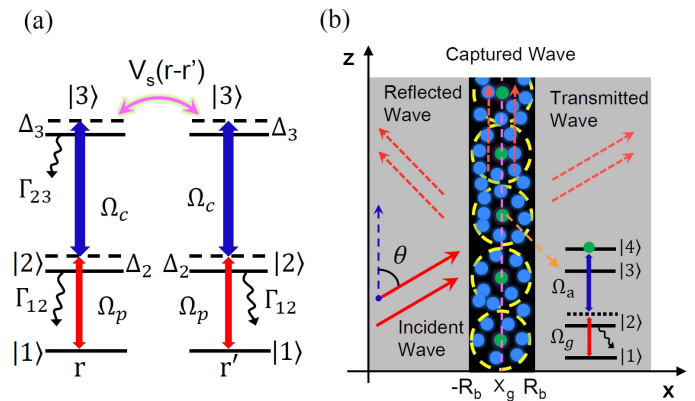 (a)
V_s(r-r')
|3⟩
|3⟩
Δ_3
Δ_3
Γ_23
Ω_c
Ω_c
|2⟩
Δ_2
Δ_2
|2⟩
Γ_12
Ω_p
Ω_p
Γ_12
|1⟩
|1⟩
r
r′
(b)
Captured Wave
z
Reflected
Wave
Transmitted
Wave
θ
Incident
Wave
|4⟩
|3⟩
Ω_a
|2⟩
Ω_g
|1⟩
-R_b
X_g
R_b
x